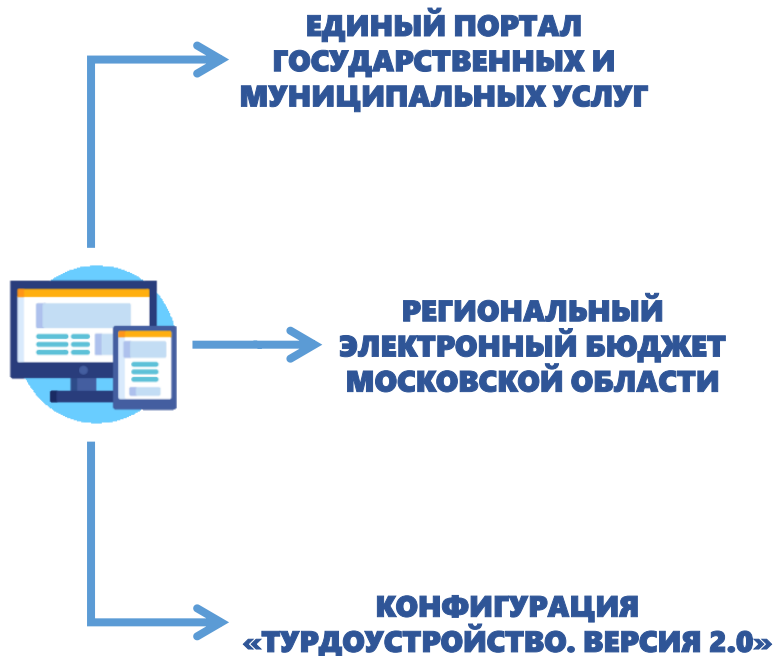 ЕДИНЫЙ ПОРТАЛ
ГОСУДАРСТВЕННЫХ И
МУНИЦИПАЛЬНЫХ УСЛУГ
РЕГИОНАЛЬНЫЙ
ЭЛЕКТРОННЫЙ БЮДЖЕТ
МОСКОВСКОЙ ОБЛАСТИ
КОНФИГУРАЦИЯ
«ТУРДОУСТРОЙСТВО. ВЕРСИЯ 2.0»